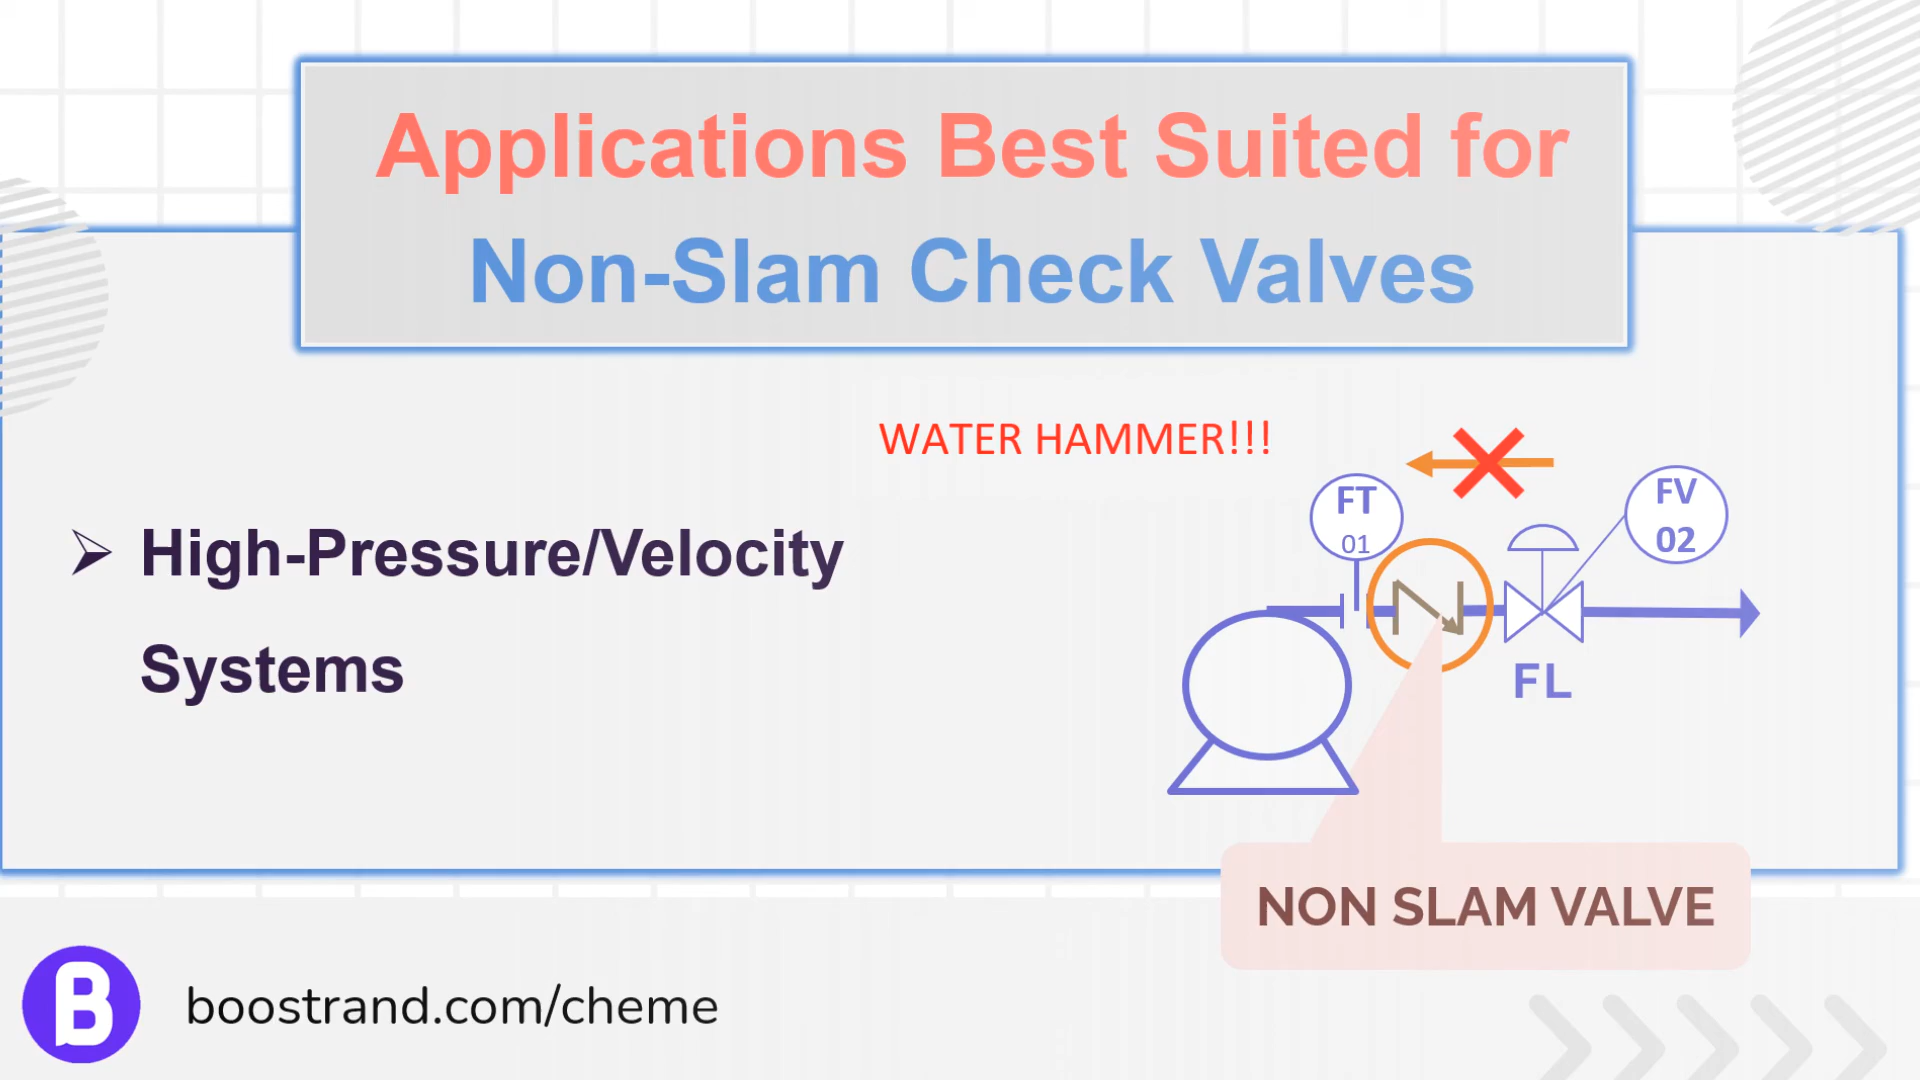 Applications Best Suited for
Non-Slam Check Valves
WATER HAMMER!!!
High-Pressure/Velocity
Systems
FT
01
FV
02
FL
NON SLAM VALVE
B
boostrand.com/cheme